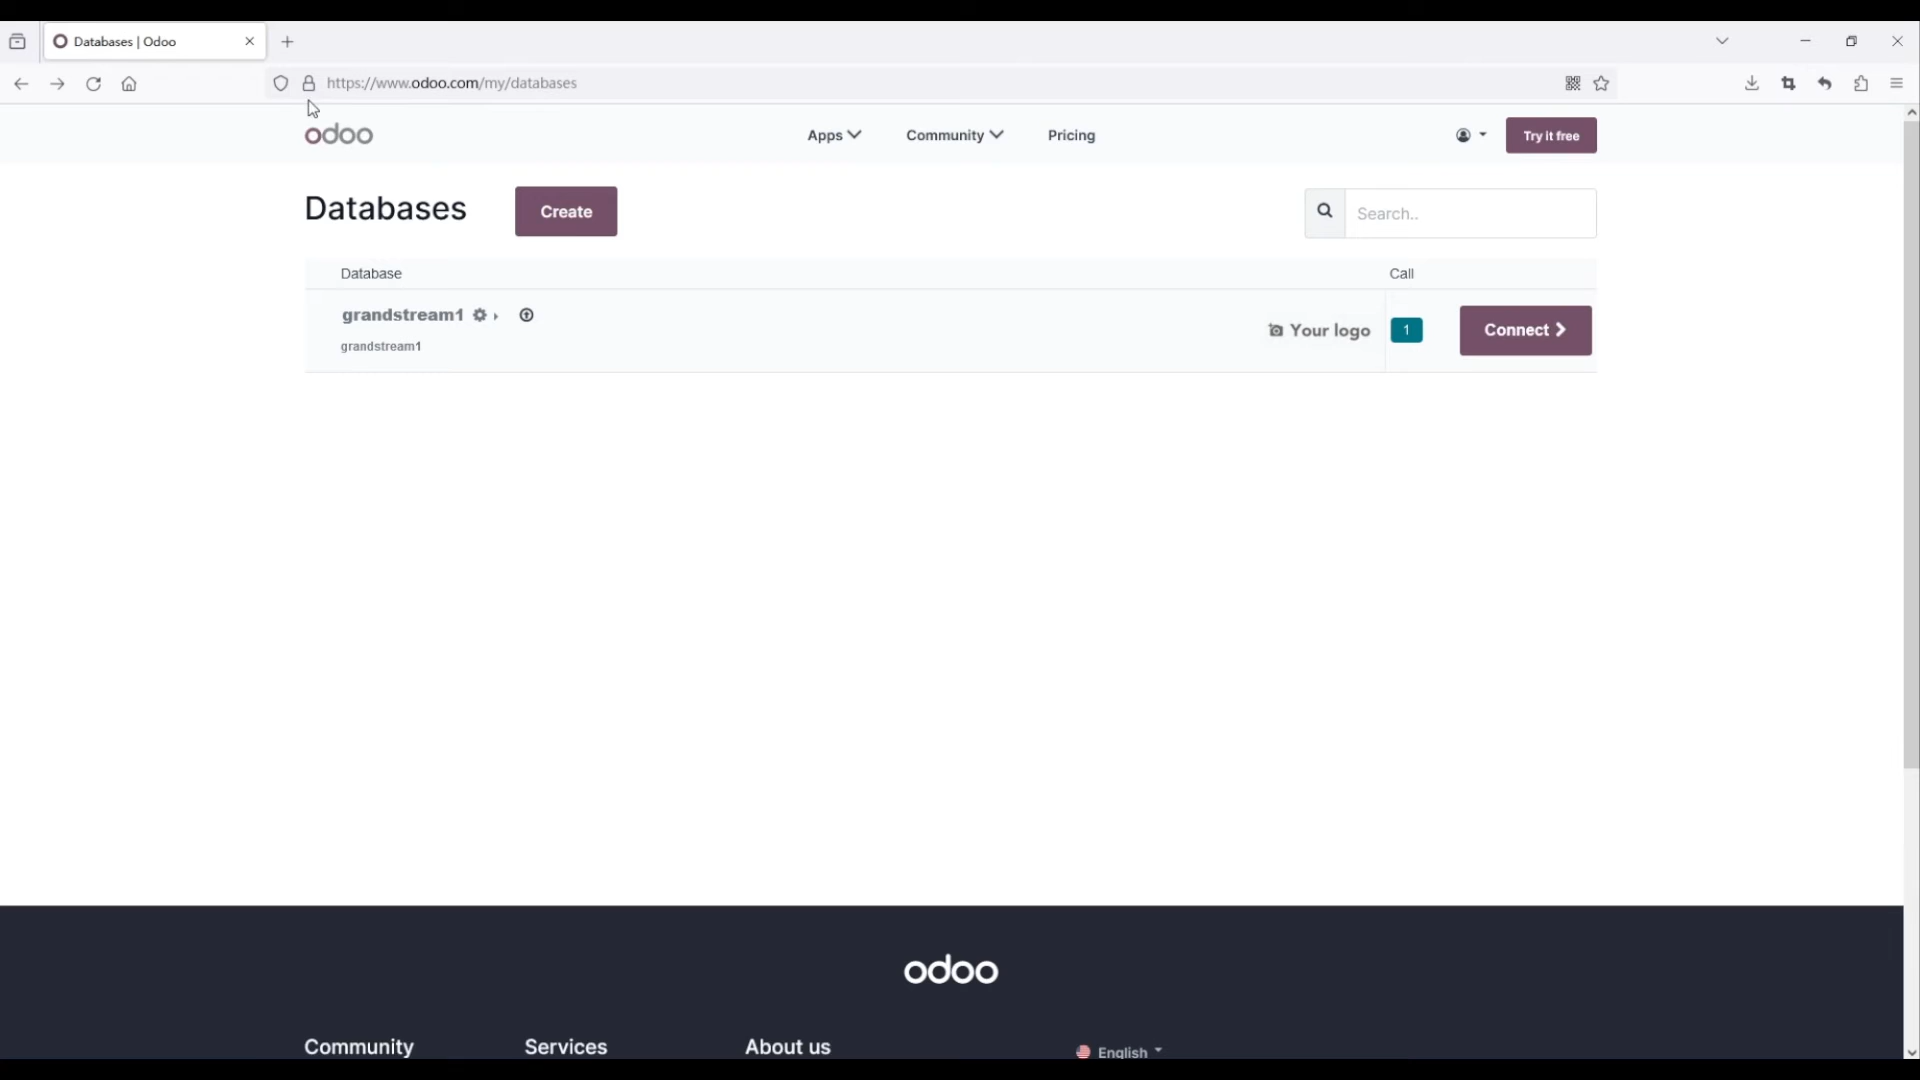 Databases | Odoo
https://www.odoo.com/my/databases
odoo
Apps
Community
Pricing
Try it free
Databases
Create
Search..
Database
Call
grandstream1
grandstream1
Your logo
1
Connect
odoo
Community
Services
About us
English